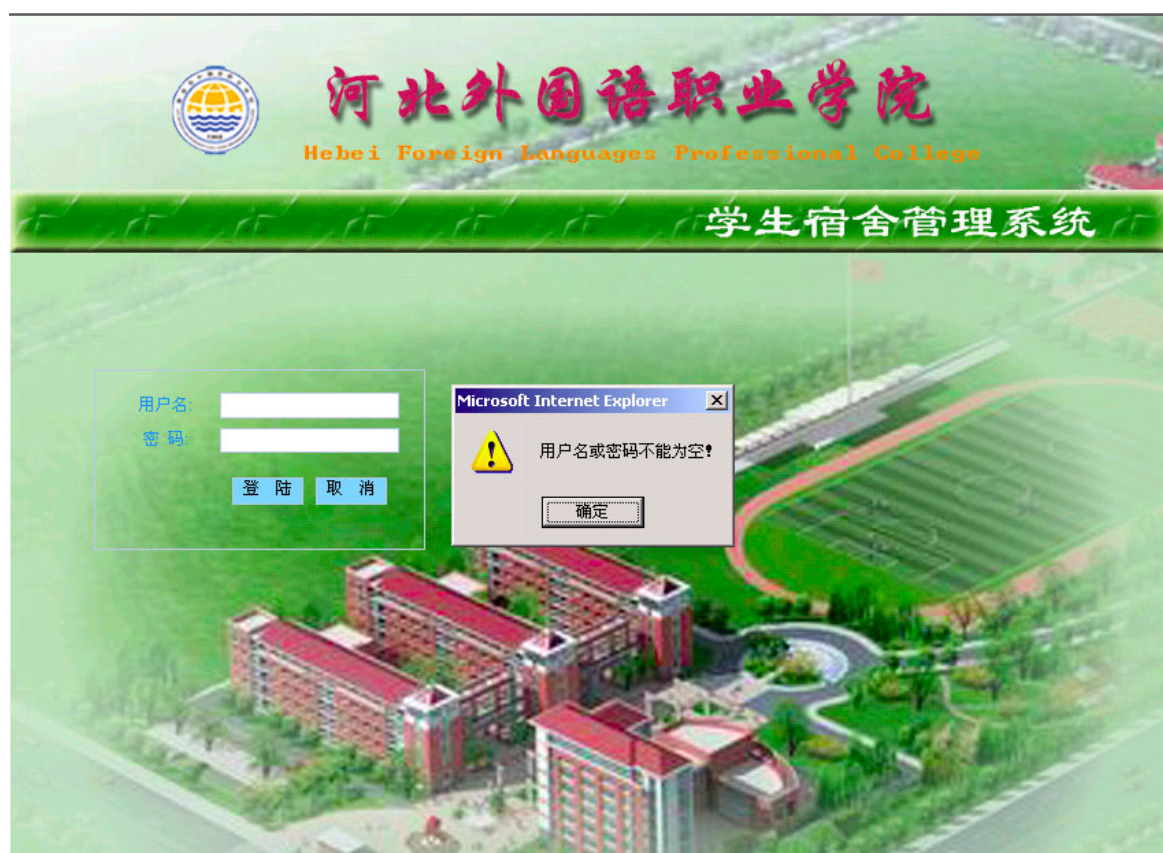 河北外国语职业学院
Hebei Foreign Languages Professional College
学生宿舍管理系统
用户名:
密 码:
登 陆 取 消
Microsoft Internet Explorer
用户名或密码不能为空!
确定